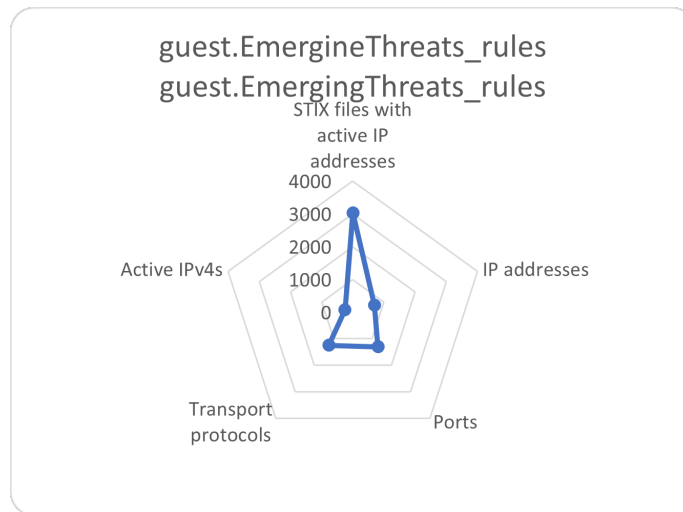 guest.EmergineThreats_rules
guest.EmergingThreats_rules
STIX files with
active IP
addresses
4000
3000
2000
1000
0
Active IPv4s
IP addresses
Transport
protocols
Ports